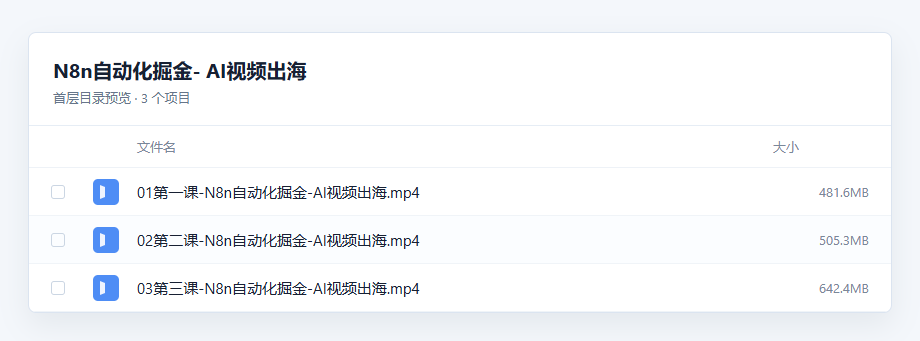 N8n自动化掘金- AI视频出海
首层目录预览 · 3 个项目
文件名 大小
01第一课-N8n自动化掘金-AI视频出海.mp4 481.6MB
02第二课-N8n自动化掘金-AI视频出海.mp4 505.3MB
03第三课-N8n自动化掘金-AI视频出海.mp4 642.4MB